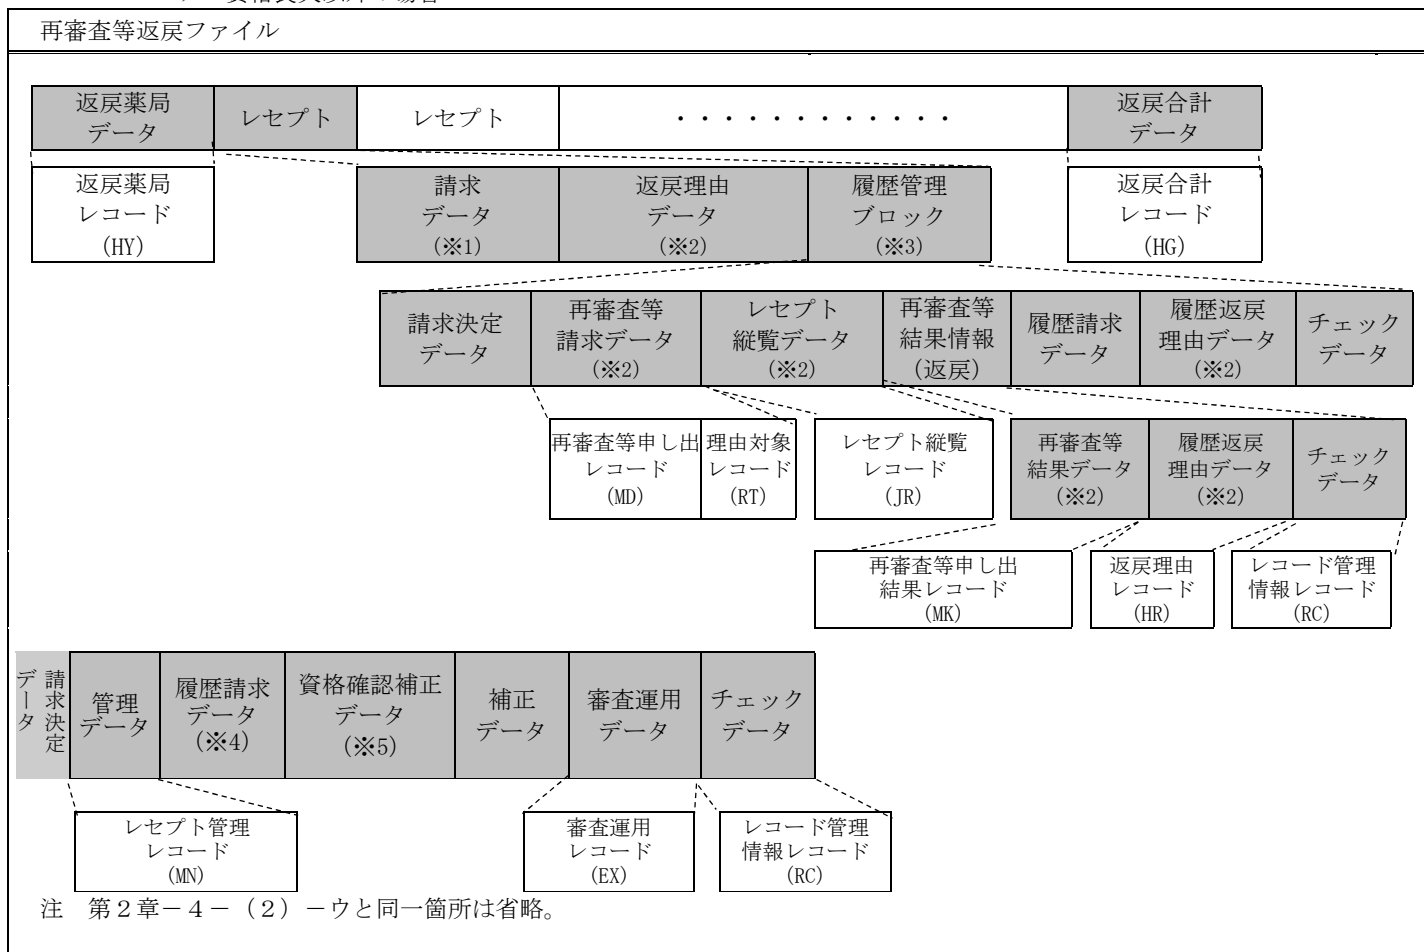 再審査等返戻ファイル
返戻薬局
データ
レセプト
レセプト
・・・・・・・・・・・・
返戻合計
データ
返戻薬局
レコード
(HY)
請求
データ
(※1)
返戻理由
データ
(※2)
履歴管理
ブロック
(※3)
返戻合計
レコード
(HG)
請求決定
データ
再審査等
請求データ
(※2)
レセプト
縦覧データ
(※2)
再審査等
結果情報
(返戻)
履歴請求
データ
履歴返戻
理由データ
(※2)
チェック
データ
再審査等申し出
レコード
(MD)
理由対象
レコード
(RT)
レセプト縦覧
レコード
(JR)
再審査等
結果データ
(※2)
履歴返戻
理由データ
(※2)
チェック
データ
再審査等申し出
結果レコード
(MK)
返戻理由
レコード
(HR)
レコード管理
情報レコード
(RC)
請求決定
データ
管理
データ
履歴請求
データ
(※4)
資格確認補正
データ
(※5)
補正
データ
審査運用
データ
チェック
データ
レセプト管理
レコード
(MN)
審査運用
レコード
(EX)
レコード管理
情報レコード
(RC)
注　第２章－４－（２）－ウと同一箇所は省略。